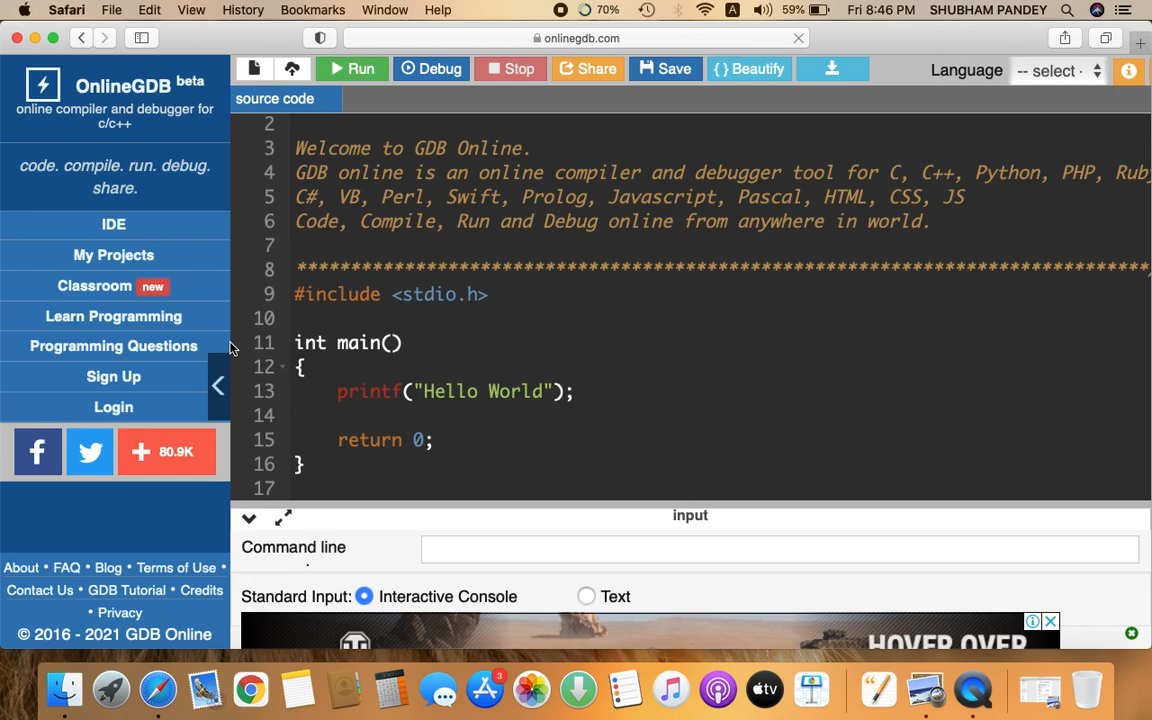 Safari File Edit View History Bookmarks Window Help 70% A 59% Fri 8:46 PM SHUBHAM PANDEY
onlinegdb.com
OnlineGDB beta
online compiler and debugger for
c/c++
code. compile. run. debug.
share.
IDE
My Projects
Classroom new
Learn Programming
Programming Questions
Sign Up
Login
f + 80.9K
About • FAQ • Blog • Terms of Use •
Contact Us • GDB Tutorial • Credits
• Privacy
© 2016 - 2021 GDB Online
Run Debug Stop Share Save { } Beautify Language -- select -
source code
2
3 Welcome to GDB Online.
4 GDB online is an online compiler and debugger tool for C, C++, Python, PHP, Ruby
5 C#, VB, Perl, Swift, Prolog, Javascript, Pascal, HTML, CSS, JS
6 Code, Compile, Run and Debug online from anywhere in world.
7
8 *******************************************************************************/
9 #include <stdio.h>
10
11 int main()
12 {
13 printf("Hello World");
14
15 return 0;
16 }
17
input
Command line
Standard Input: Interactive Console Text
HOVER OVER
3
tv